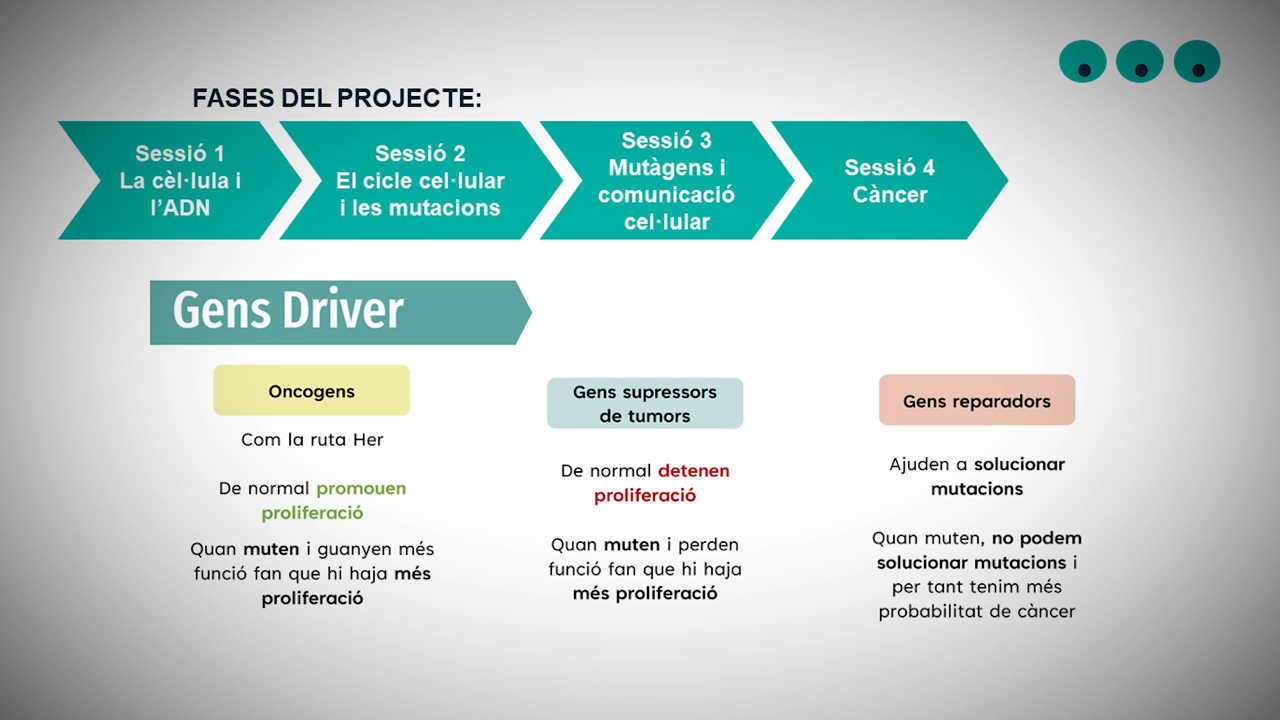 FASES DEL PROJECTE:
Sessió 1
La cèl·lula i
l’ADN
Sessió 2
El cicle cel·lular
i les mutacions
Sessió 3
Mutàgens i
comunicació
cel·lular
Sessió 4
Càncer
Gens Driver
Oncogens
Com la ruta Her
De normal promouen
proliferació
Quan muten i guanyen més
funció fan que hi haja més
proliferació
Gens supressors
de tumors
De normal detenen
proliferació
Quan muten i perden
funció fan que hi haja
més proliferació
Gens reparadors
Ajuden a solucionar
mutacions
Quan muten, no podem
solucionar mutacions i
per tant tenim més
probabilitat de càncer